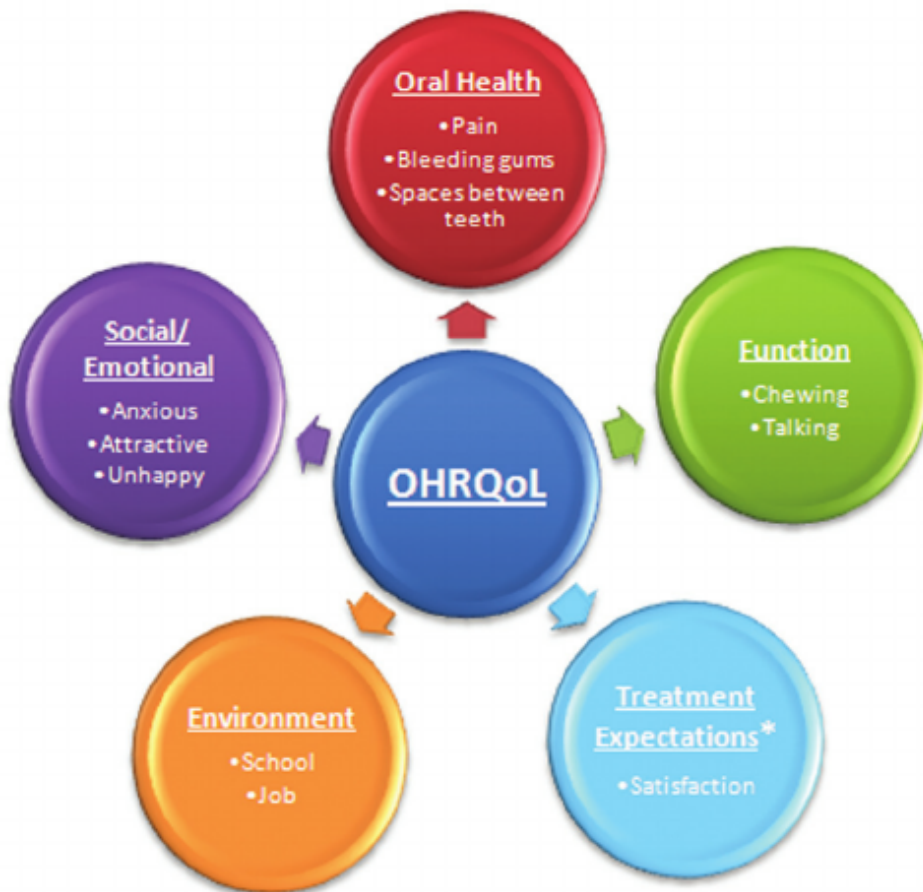 Oral Health
•Pain
•Bleeding gums
•Spaces between
teeth
Social/
Emotional
•Anxious
•Attractive
•Unhappy
Function
•Chewing
•Talking
OHRQoL
Environment
•School
•Job
Treatment
Expectations*
•Satisfaction